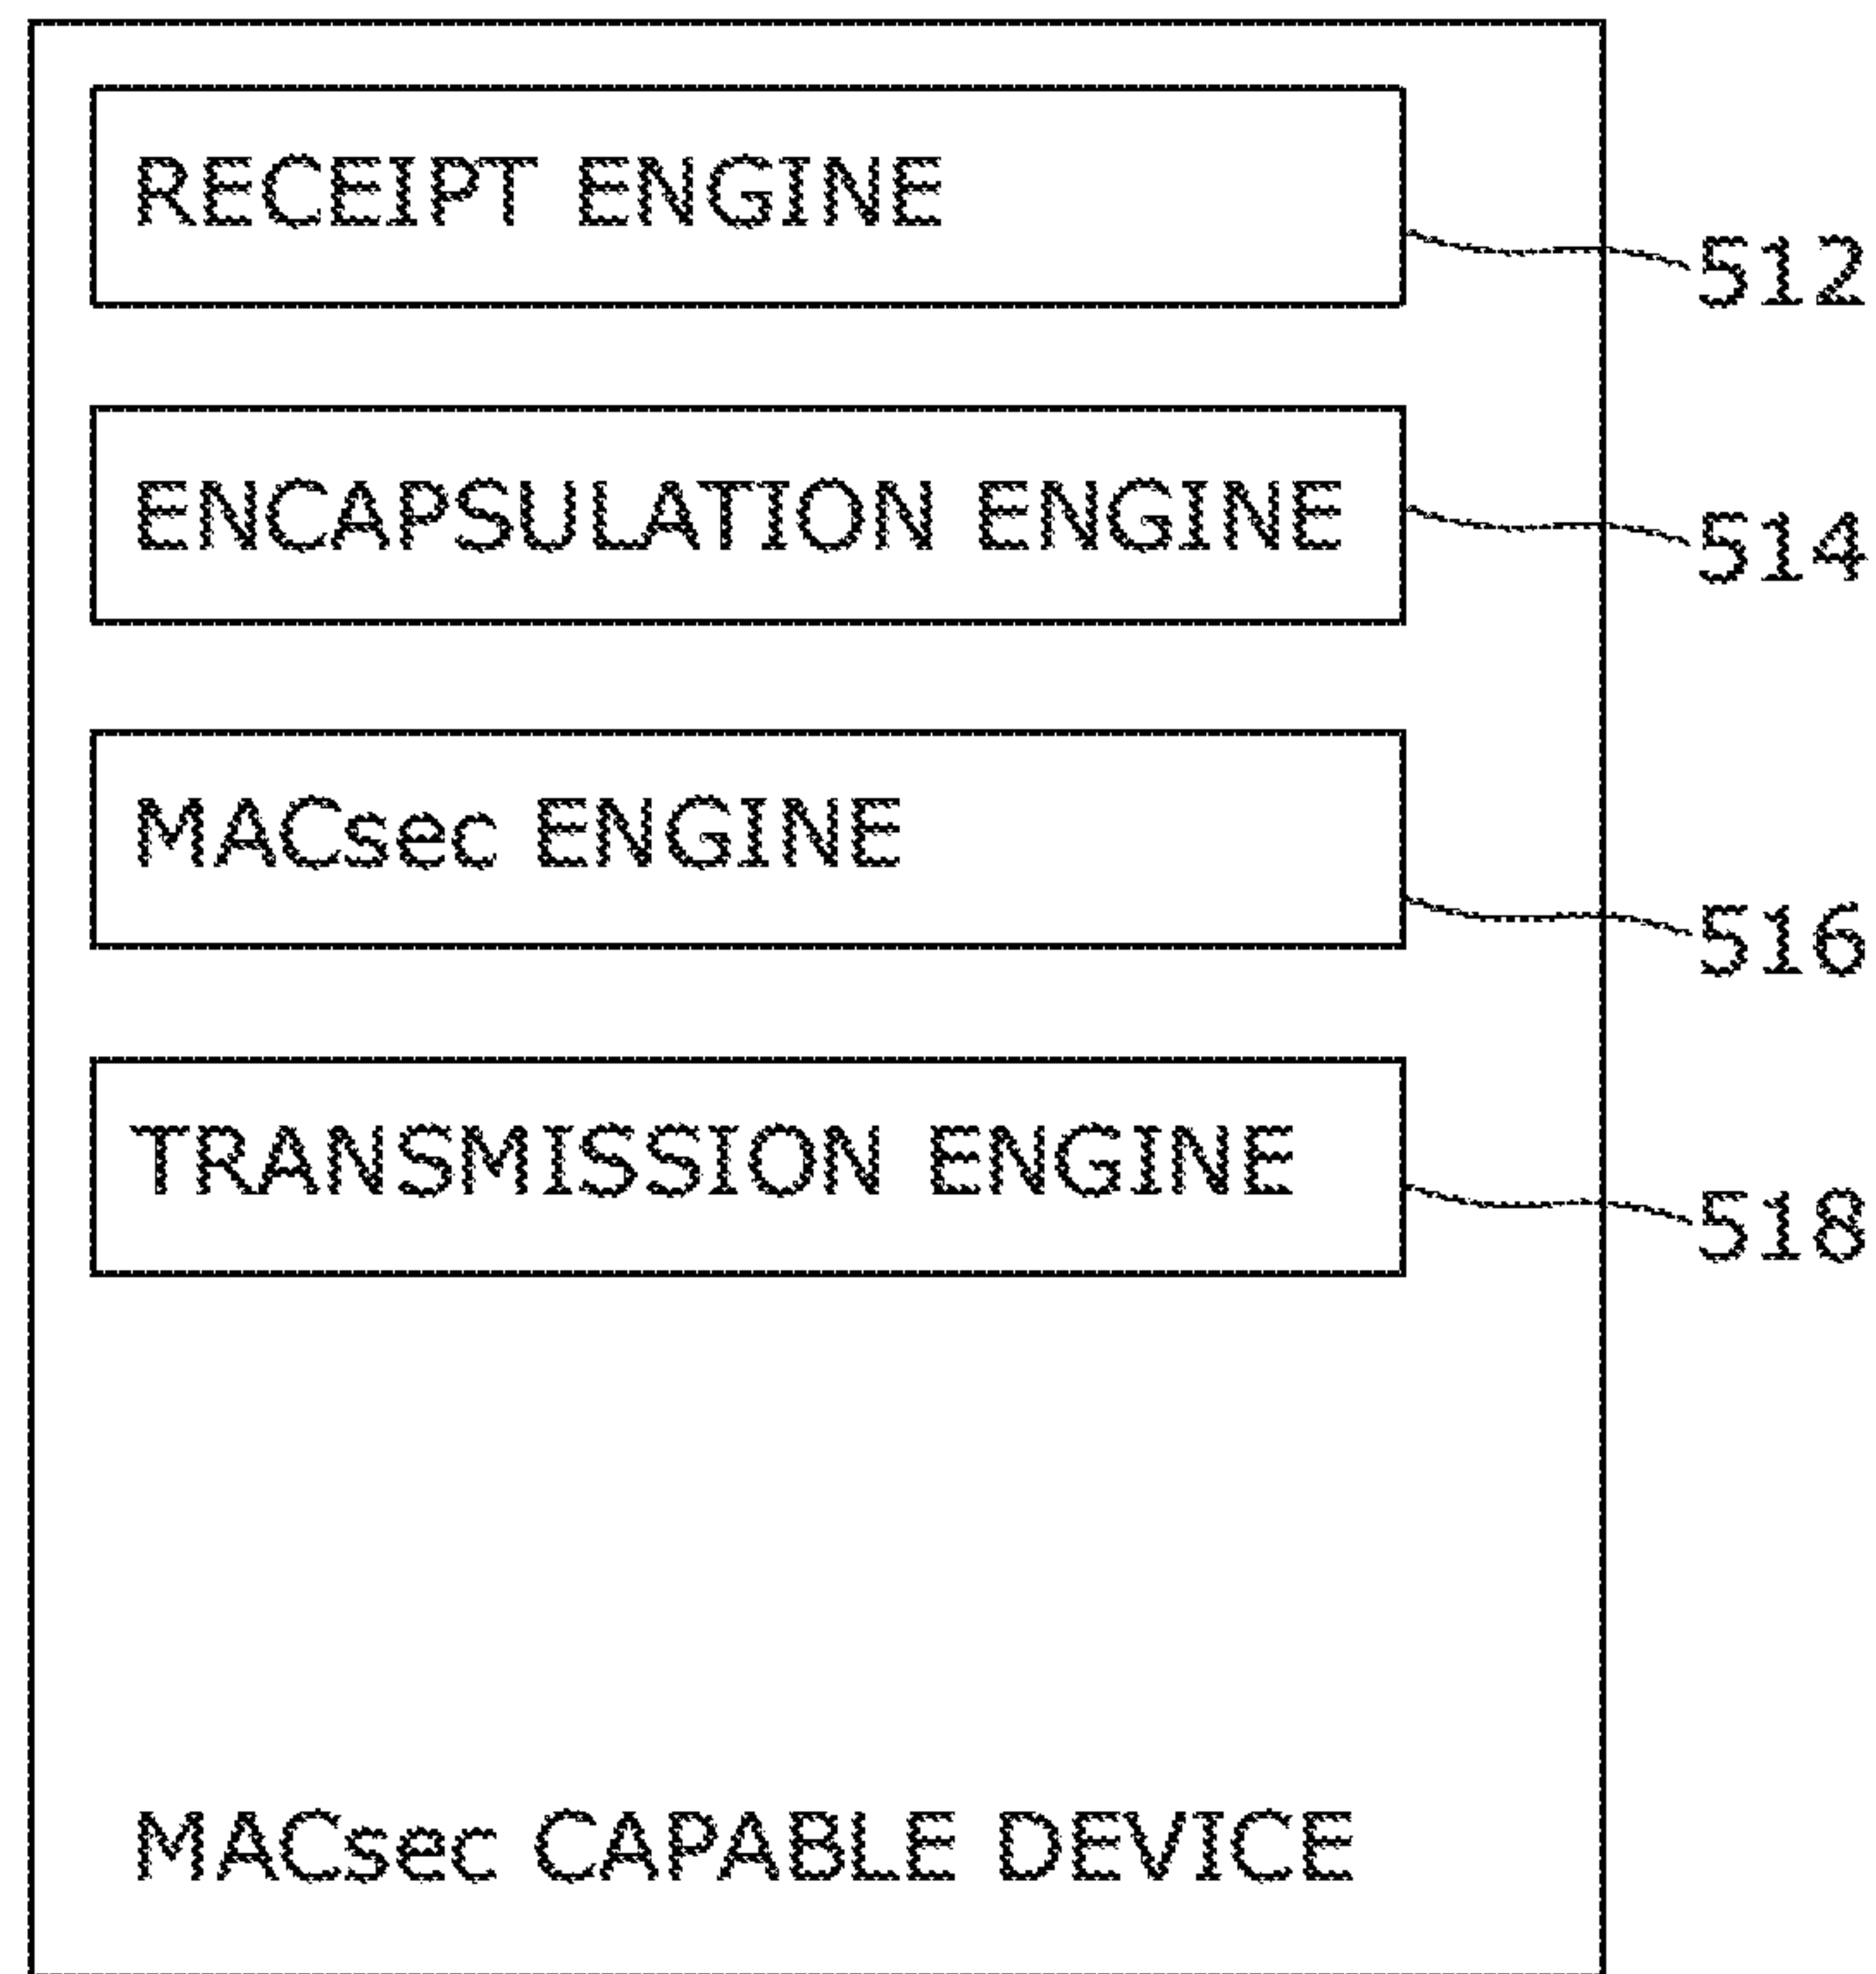 RECEIPT ENGINE
512
ENCAPSULATION ENGINE
514
MACsec ENGINE
516
TRANSMISSION ENGINE
518
MACsec CAPABLE DEVICE